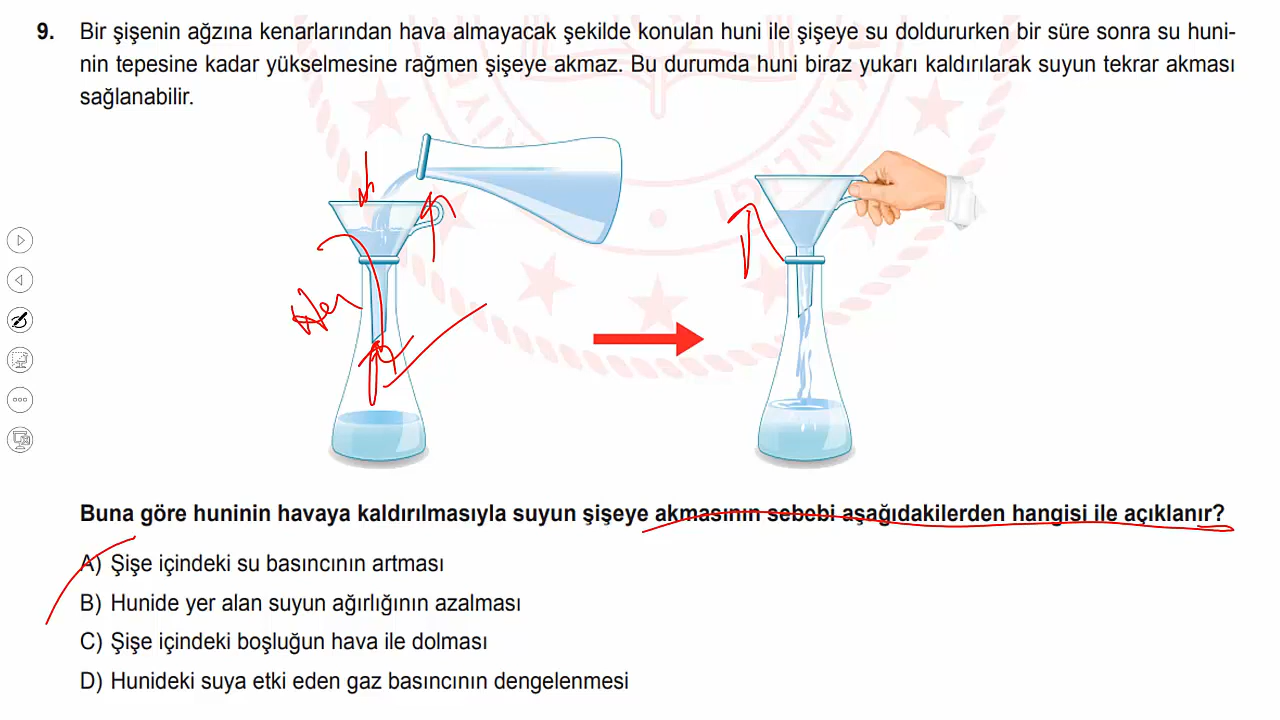 9. Bir şişenin ağzına kenarlarından hava almayacak şekilde konulan huni ile şişeye su doldururken bir süre sonra su huni-
nin tepesine kadar yükselmesine rağmen şişeye akmaz. Bu durumda huni biraz yukarı kaldırılarak suyun tekrar akması
sağlanabilir.
Buna göre huninin havaya kaldırılmasıyla suyun şişeye akmasının sebebi aşağıdakilerden hangisi ile açıklanır?
A) Şişe içindeki su basıncının artması
B) Hunide yer alan suyun ağırlığının azalması
C) Şişe içindeki boşluğun hava ile dolması
D) Hunideki suya etki eden gaz basıncının dengelenmesi